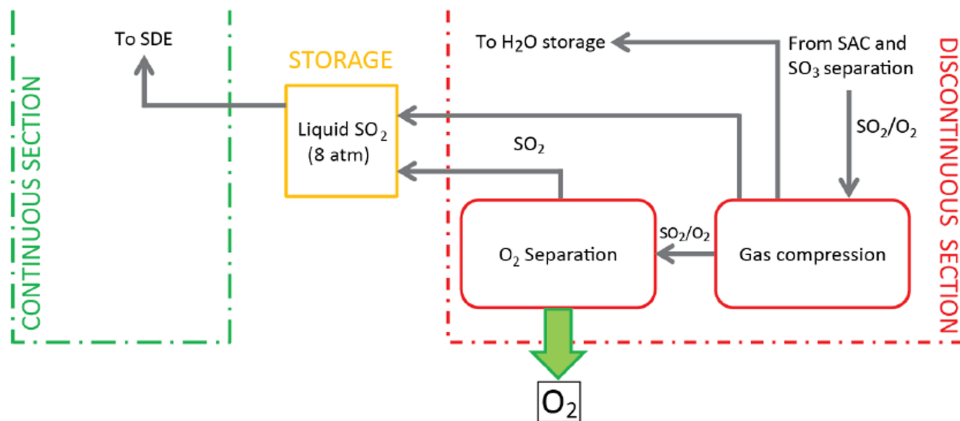 To SDE
STORAGE
Liquid SO₂
(8 atm)
To H₂O storage
From SAC and
SO₃ separation
SO₂/O₂
SO₂
SO₂/O₂
O₂ Separation
Gas compression
O₂
CONTINUOUS SECTION
DISCONTINUOUS SECTION